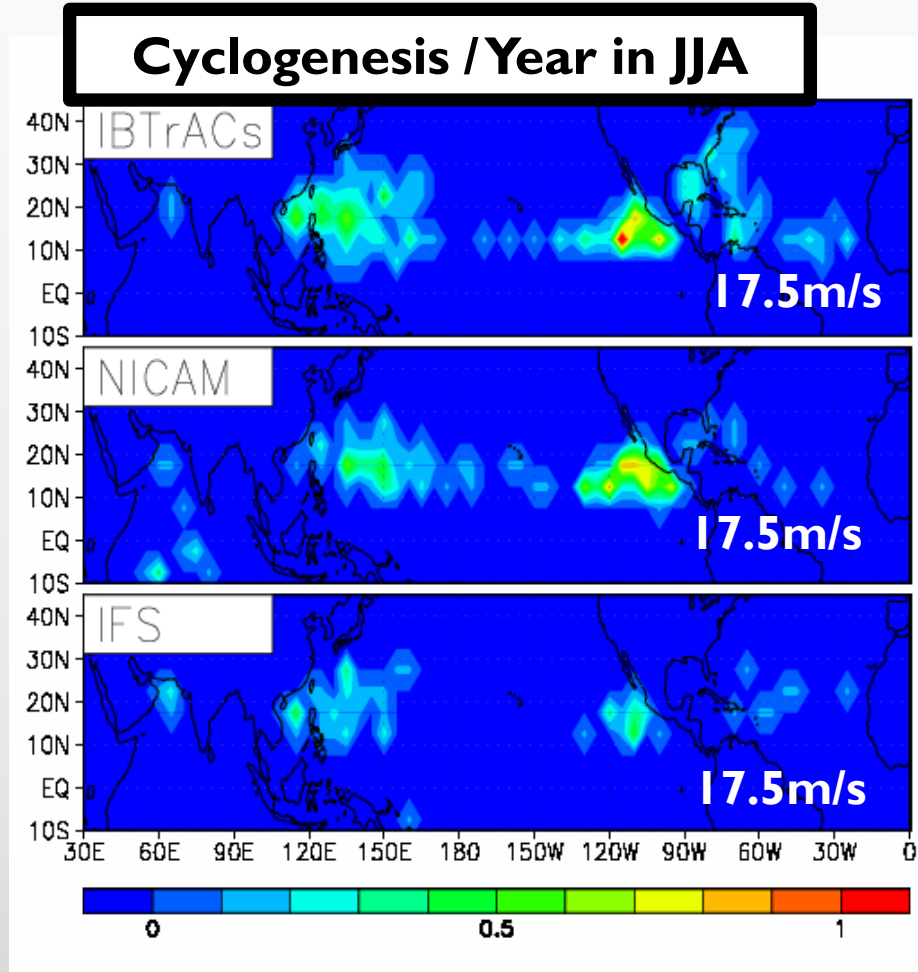 Cyclogenesis / Year in JJA
IBTrACs
40N
30N
20N
10N
EQ
10S
17.5m/s
NICAM
40N
30N
20N
10N
EQ
10S
17.5m/s
IFS
40N
30N
20N
10N
EQ
10S
17.5m/s
30E 60E 90E 120E 150E 180 150W 120W 90W 60W 30W 0
0 0.5 1